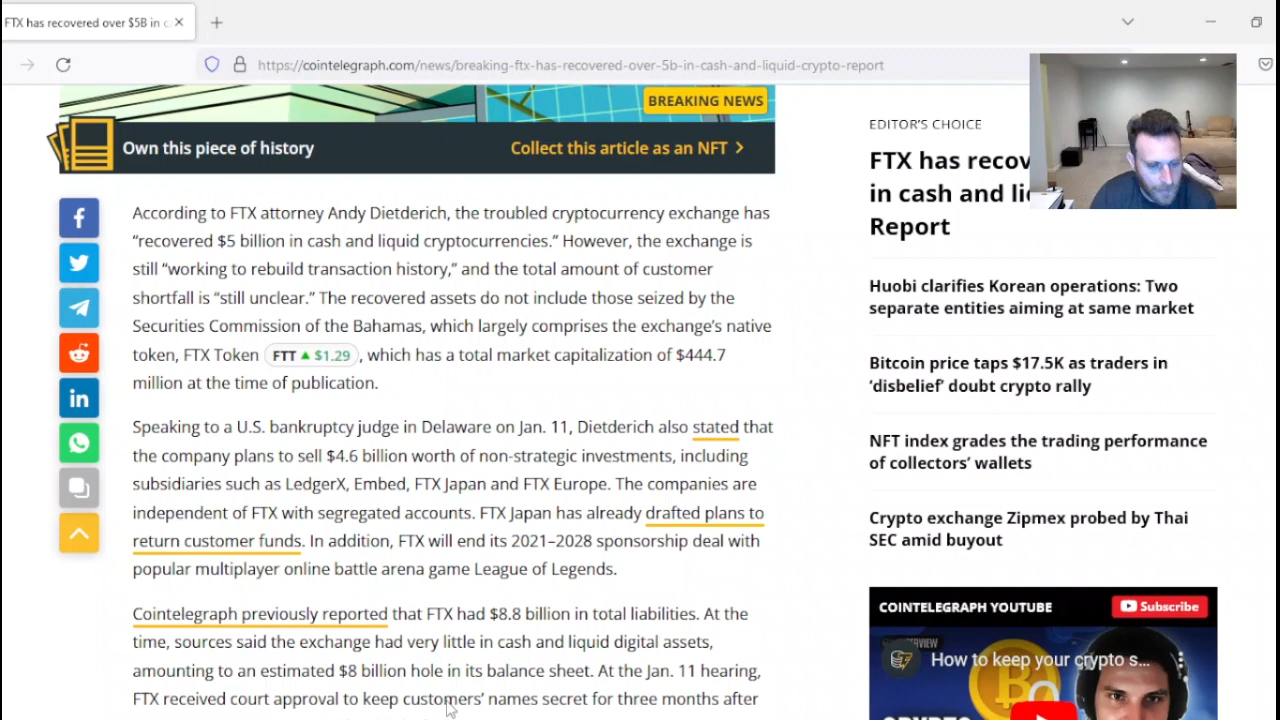 FTX has recovered over $5B in c
https://cointelegraph.com/news/breaking-ftx-has-recovered-over-5b-in-cash-and-liquid-crypto-report
BREAKING NEWS
Own this piece of history
Collect this article as an NFT
According to FTX attorney Andy Dietderich, the troubled cryptocurrency exchange has
“recovered $5 billion in cash and liquid cryptocurrencies.” However, the exchange is
still “working to rebuild transaction history,” and the total amount of customer
shortfall is “still unclear.” The recovered assets do not include those seized by the
Securities Commission of the Bahamas, which largely comprises the exchange’s native
token, FTX Token FTT ▲ $1.29 , which has a total market capitalization of $444.7
million at the time of publication.
Speaking to a U.S. bankruptcy judge in Delaware on Jan. 11, Dietderich also stated that
the company plans to sell $4.6 billion worth of non-strategic investments, including
subsidiaries such as LedgerX, Embed, FTX Japan and FTX Europe. The companies are
independent of FTX with segregated accounts. FTX Japan has already drafted plans to
return customer funds. In addition, FTX will end its 2021–2028 sponsorship deal with
popular multiplayer online battle arena game League of Legends.
Cointelegraph previously reported that FTX had $8.8 billion in total liabilities. At the
time, sources said the exchange had very little in cash and liquid digital assets,
amounting to an estimated $8 billion hole in its balance sheet. At the Jan. 11 hearing,
FTX received court approval to keep customers’ names secret for three months after
EDITOR’S CHOICE
FTX has recov
in cash and li
Report
Huobi clarifies Korean operations: Two
separate entities aiming at same market
Bitcoin price taps $17.5K as traders in
‘disbelief’ doubt crypto rally
NFT index grades the trading performance
of collectors’ wallets
Crypto exchange Zipmex probed by Thai
SEC amid buyout
COINTELEGRAPH YOUTUBE
Subscribe
How to keep your crypto s...